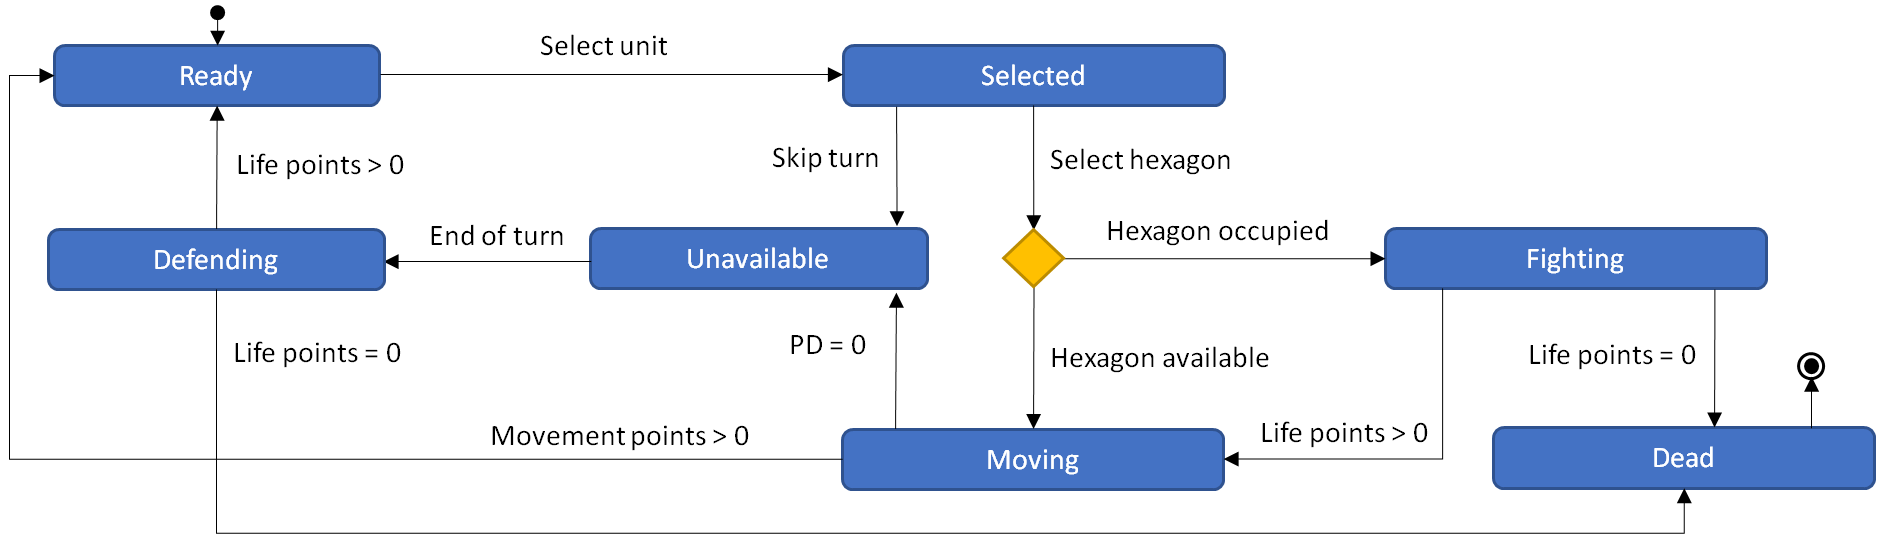 Select unit
Ready
Selected
Skip turn
Select hexagon
Life points > 0
Hexagon occupied
End of turn
Defending
Unavailable
Fighting
PD = 0
Life points = 0
Hexagon available
Life points = 0
Movement points > 0
Life points > 0
Moving
Dead